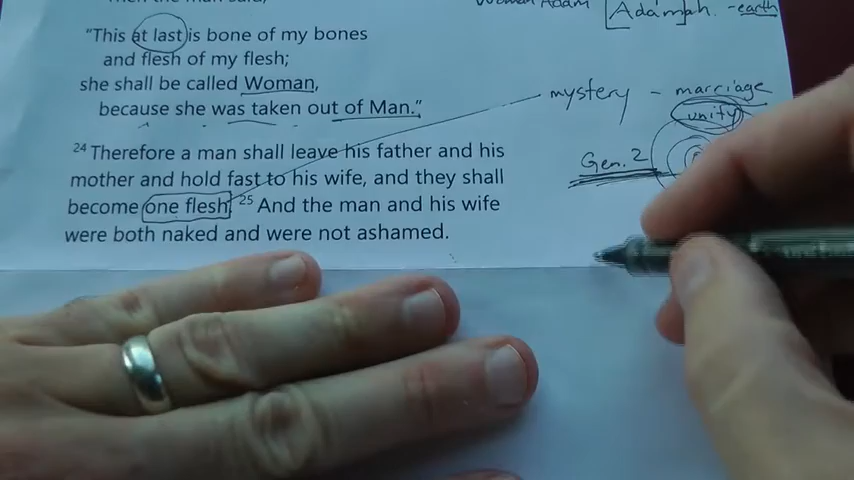 Woman Adam
Adamah. -earth
"This at last is bone of my bones
and flesh of my flesh;
she shall be called Woman,
because she was taken out of Man."
mystery - marriage
unity
Gen. 2
24 Therefore a man shall leave his father and his
mother and hold fast to his wife, and they shall
become one flesh. 25 And the man and his wife
were both naked and were not ashamed.